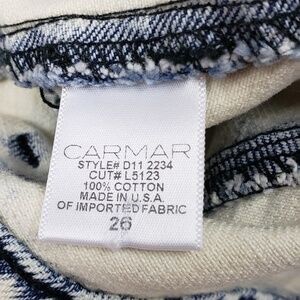 CARMAR
STYLE# D11 2234
CUT# L5123
100% COTTON
MADE IN U.S.A.
OF IMPORTED FABRIC
26